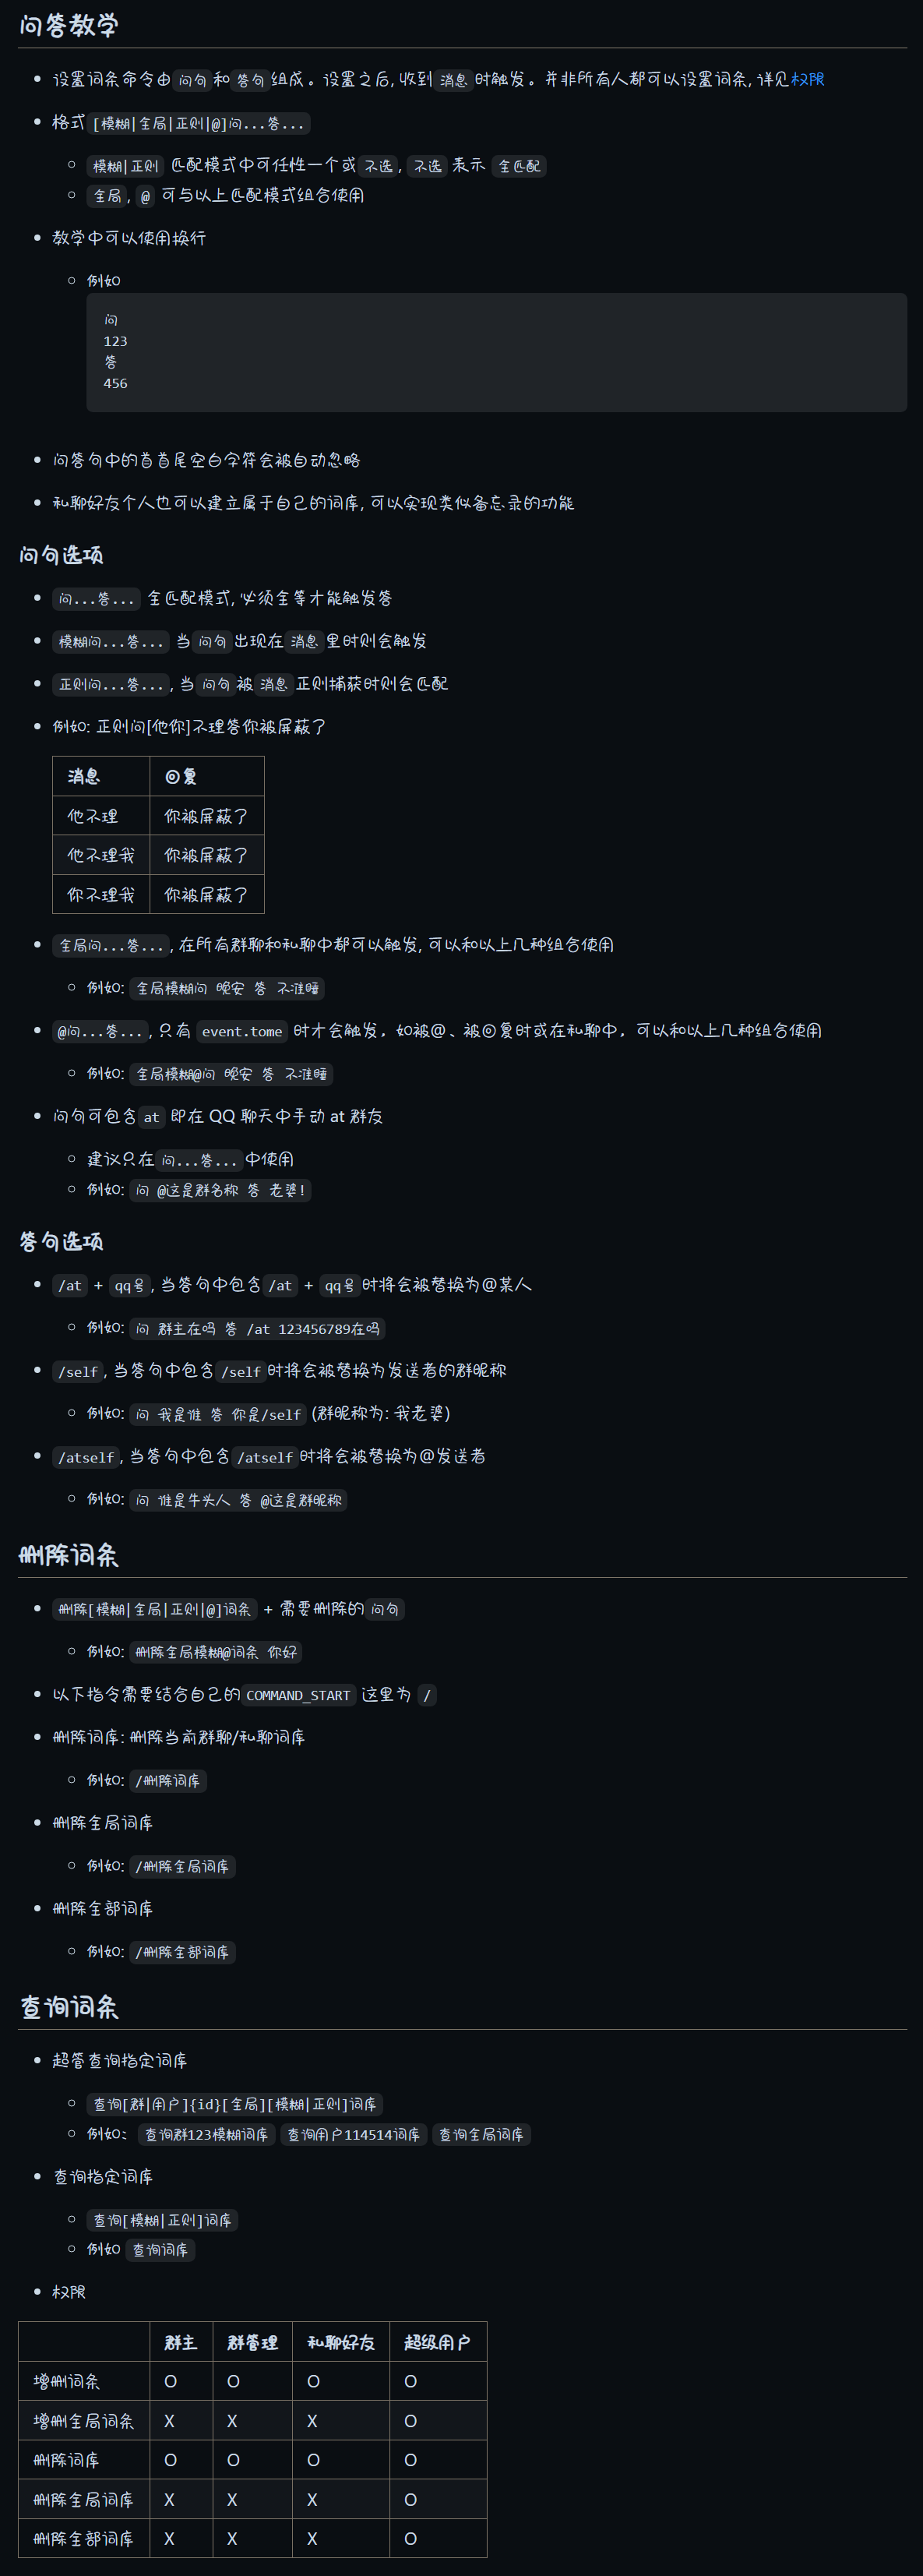 问答教学
设置词条命令由问句和答句组成。设置之后, 收到消息时触发。并非所有人都可以设置词条, 详见权限
格式[模糊|全局|正则|@]问...答...
模糊|正则 匹配模式中可任性一个或不选, 不选 表示 全匹配
全局, @ 可与以上匹配模式组合使用
教学中可以使用换行
例如
问
123
答
456
问答句中的首首尾空白字符会被自动忽略
私聊好友个人也可以建立属于自己的词库, 可以实现类似备忘录的功能
问句选项
问...答... 全匹配模式, 必须全等才能触发答
模糊问...答... 当问句出现在消息里时则会触发
正则问...答..., 当问句被消息正则捕获时则会匹配
例如: 正则问[他你]不理答你被屏蔽了
消息 回复
他不理 你被屏蔽了
他不理我 你被屏蔽了
你不理我 你被屏蔽了
全局问...答..., 在所有群聊和私聊中都可以触发, 可以和以上几种组合使用
例如: 全局模糊问 晚安 答 不准睡
@问...答..., 只有 event.tome 时才会触发，如被@、被回复时或在私聊中，可以和以上几种组合使用
例如: 全局模糊@问 晚安 答 不准睡
问句可包含at 即在 QQ 聊天中手动 at 群友
建议只在问...答...中使用
例如: 问 @这是群名称 答 老婆!
答句选项
/at + qq号, 当答句中包含/at + qq号时将会被替换为@某人
例如: 问 群主在吗 答 /at 123456789在吗
/self, 当答句中包含/self时将会被替换为发送者的群昵称
例如: 问 我是谁 答 你是/self (群昵称为: 我老婆)
/atself, 当答句中包含/atself时将会被替换为@发送者
例如: 问 谁是牛头人 答 @这是群昵称
删除词条
删除[模糊|全局|正则|@]词条 + 需要删除的问句
例如: 删除全局模糊@词条 你好
以下指令需要结合自己的COMMAND_START 这里为 /
删除词库: 删除当前群聊/私聊词库
例如: /删除词库
删除全局词库
例如: /删除全局词库
删除全部词库
例如: /删除全部词库
查询词条
超管查询指定词库
查询[群|用户]{id}[全局][模糊|正则]词库
例如: 查询群123模糊词库 查询用户114514词库 查询全局词库
查询指定词库
查询[模糊|正则]词库
例如 查询词库
权限
群主 群管理 私聊好友 超级用户
增删词条 O O O O
增删全局词条 X X X O
删除词库 O O O O
删除全局词库 X X X O
删除全部词库 X X X O